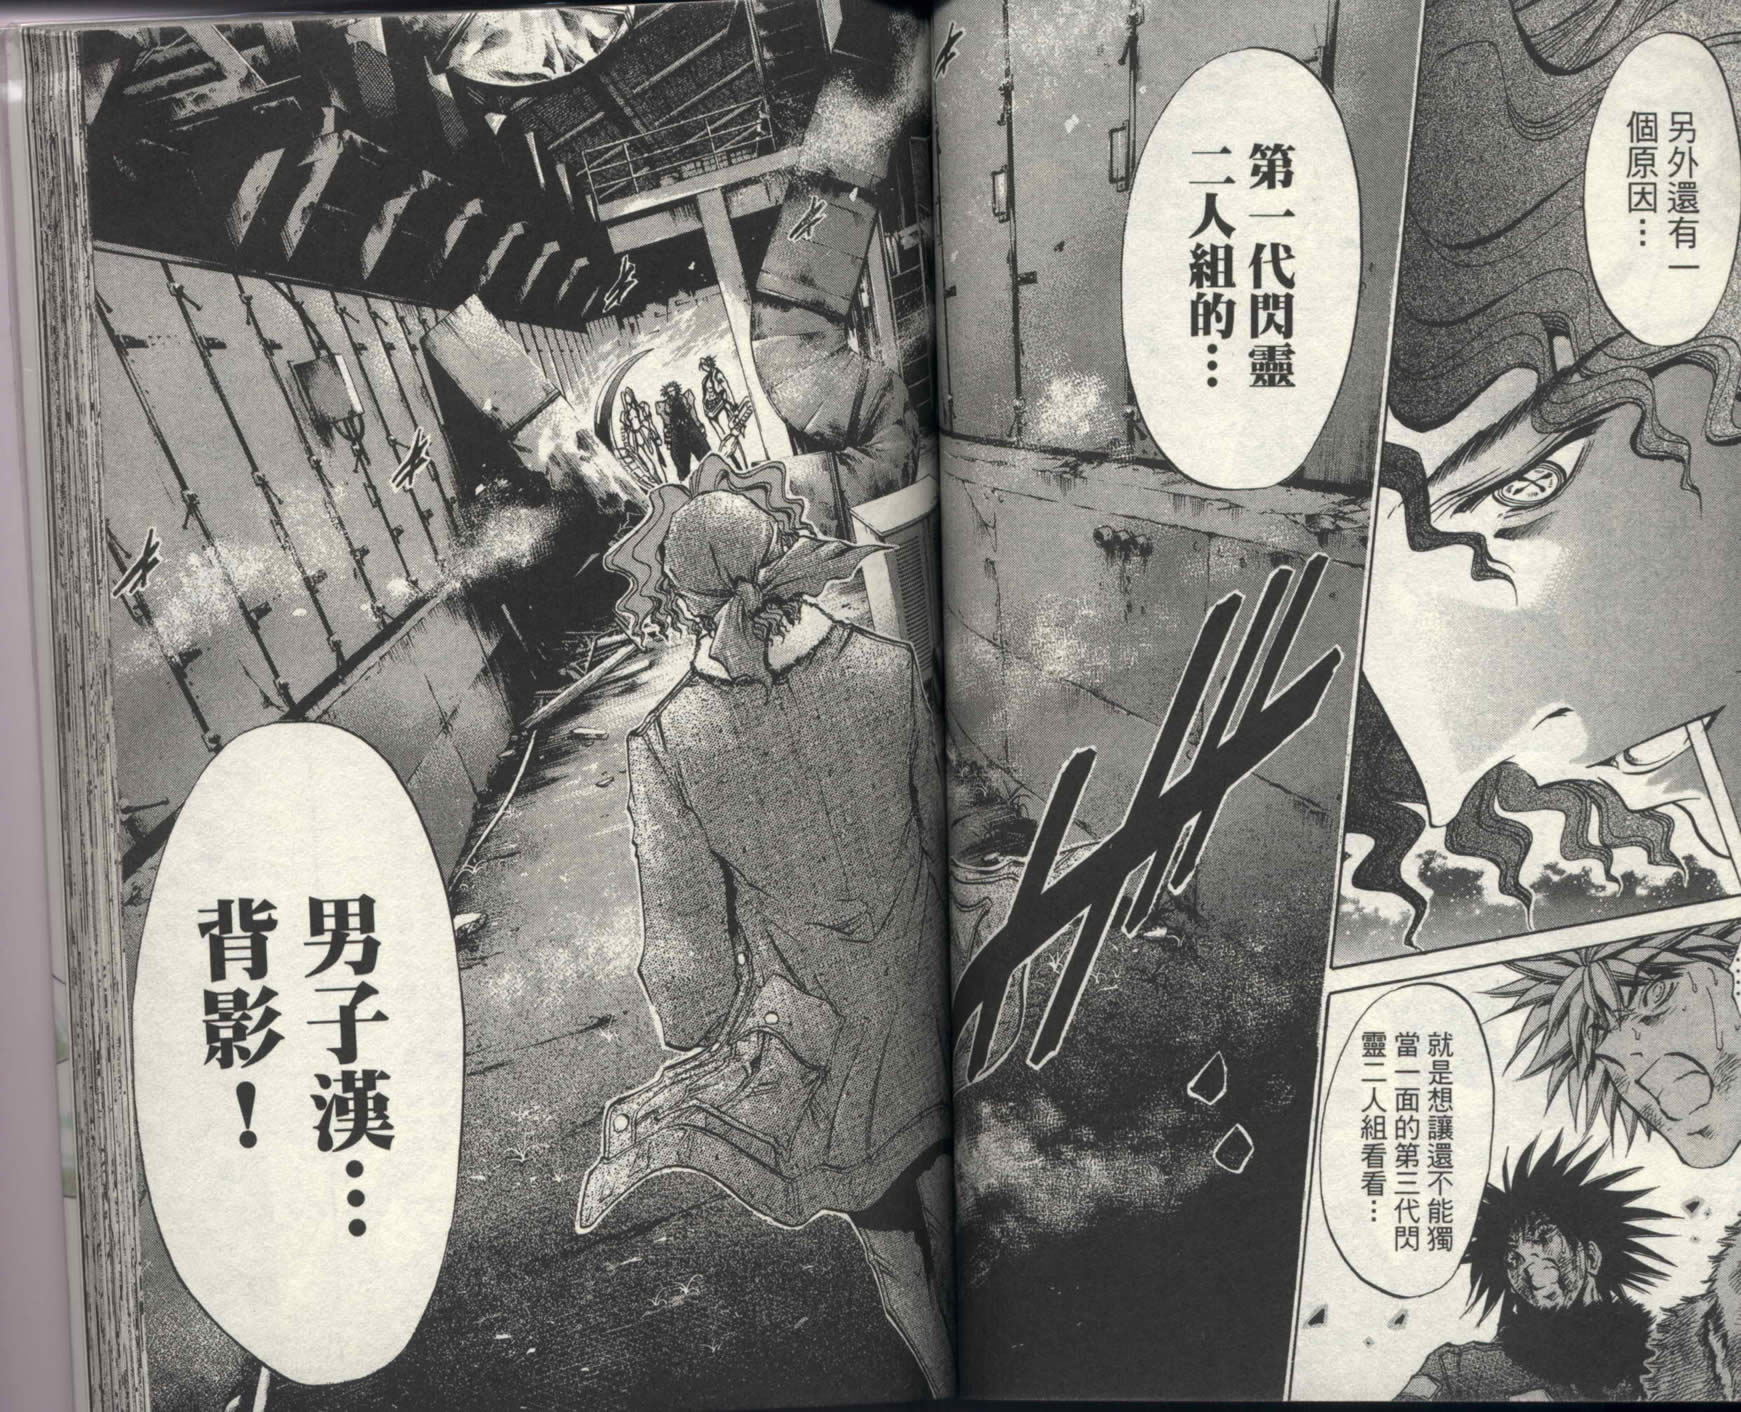 另外還有一
個原因…
就是想讓還不能獨
當一面的第三代閃
靈二人組看看…
第一代閃靈
二人組的…
男子漢…
背影！